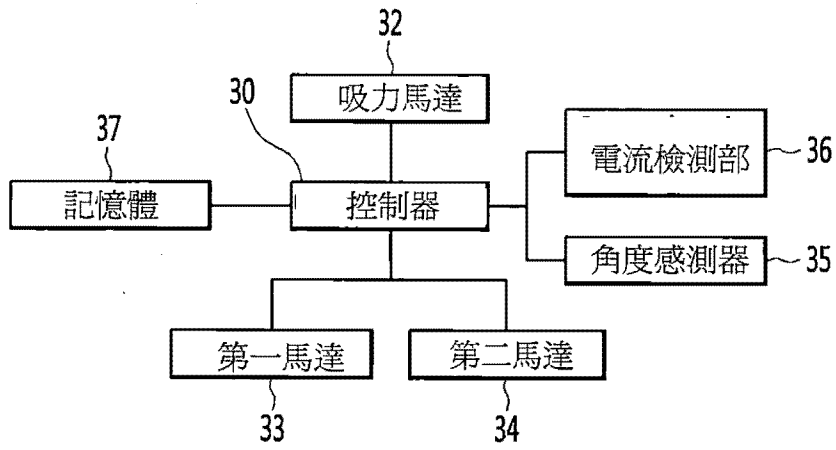 32
吸力馬達
30
37
記憶體
控制器
電流檢測部
36
角度感測器
35
第一馬達
第二馬達
33
34